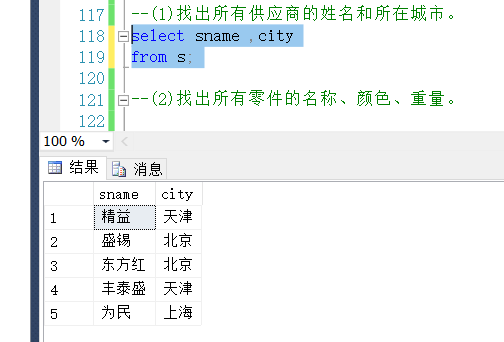 117 --(1)找出所有供应商的姓名和所在城市。
118 select sname ,city
119 from s;
120
121 --(2)找出所有零件的名称、颜色、重量。
122
100 %
结果 消息
sname city
1 精益 天津
2 盛锡 北京
3 东方红 北京
4 丰泰盛 天津
5 为民 上海